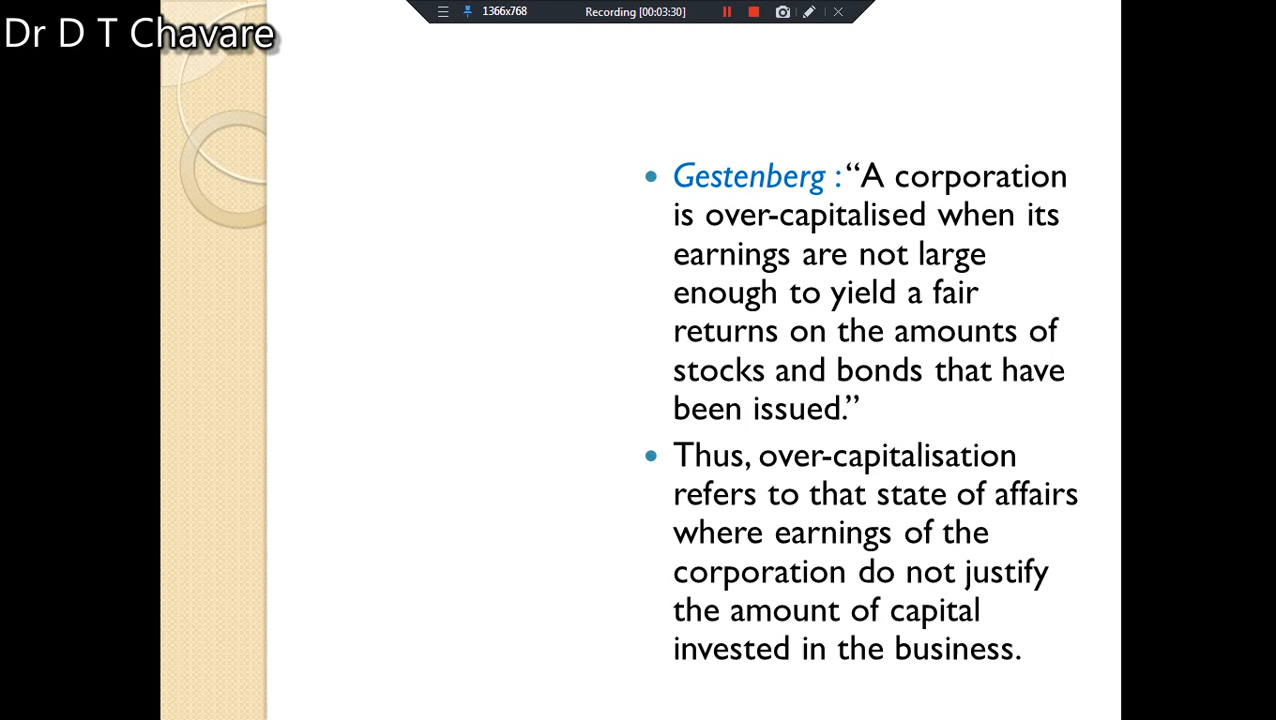 1366x768 Recording [00:03:30]
Dr D T Chavare
• Gestenberg : “A corporation
is over-capitalised when its
earnings are not large
enough to yield a fair
returns on the amounts of
stocks and bonds that have
been issued.”
• Thus, over-capitalisation
refers to that state of affairs
where earnings of the
corporation do not justify
the amount of capital
invested in the business.